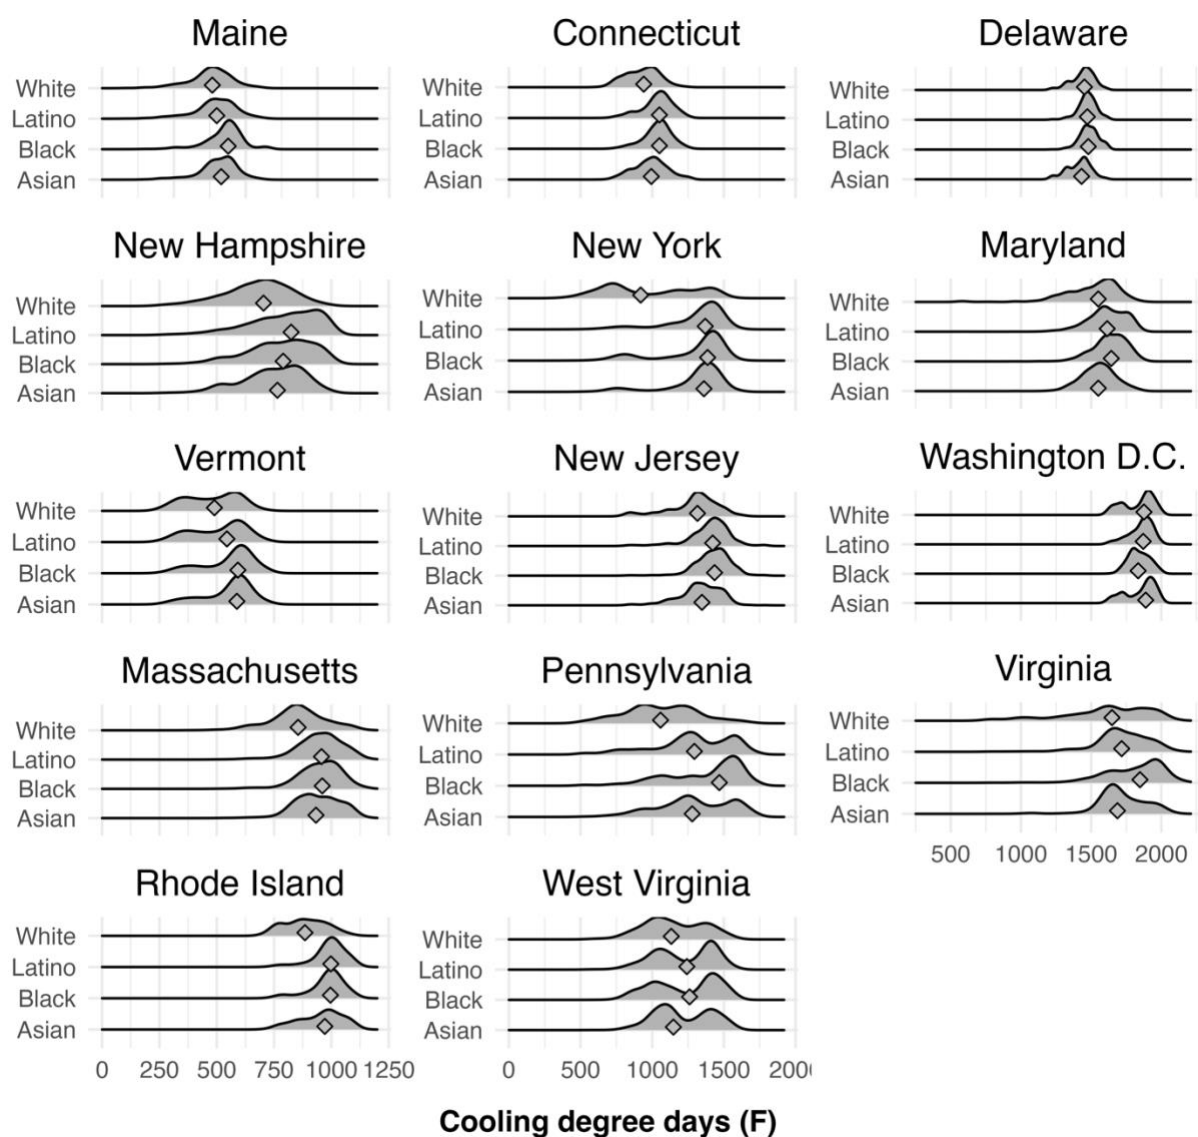 Maine
White
Latino
Black
Asian
Connecticut
White
Latino
Black
Asian
Delaware
White
Latino
Black
Asian
New Hampshire
White
Latino
Black
Asian
New York
White
Latino
Black
Asian
Maryland
White
Latino
Black
Asian
Vermont
White
Latino
Black
Asian
New Jersey
White
Latino
Black
Asian
Washington D.C.
White
Latino
Black
Asian
Massachusetts
White
Latino
Black
Asian
Pennsylvania
White
Latino
Black
Asian
Virginia
White
Latino
Black
Asian
500 1000 1500 2000
Rhode Island
White
Latino
Black
Asian
0 250 500 750 1000 1250
West Virginia
White
Latino
Black
Asian
0 500 1000 1500
Cooling degree days (F)